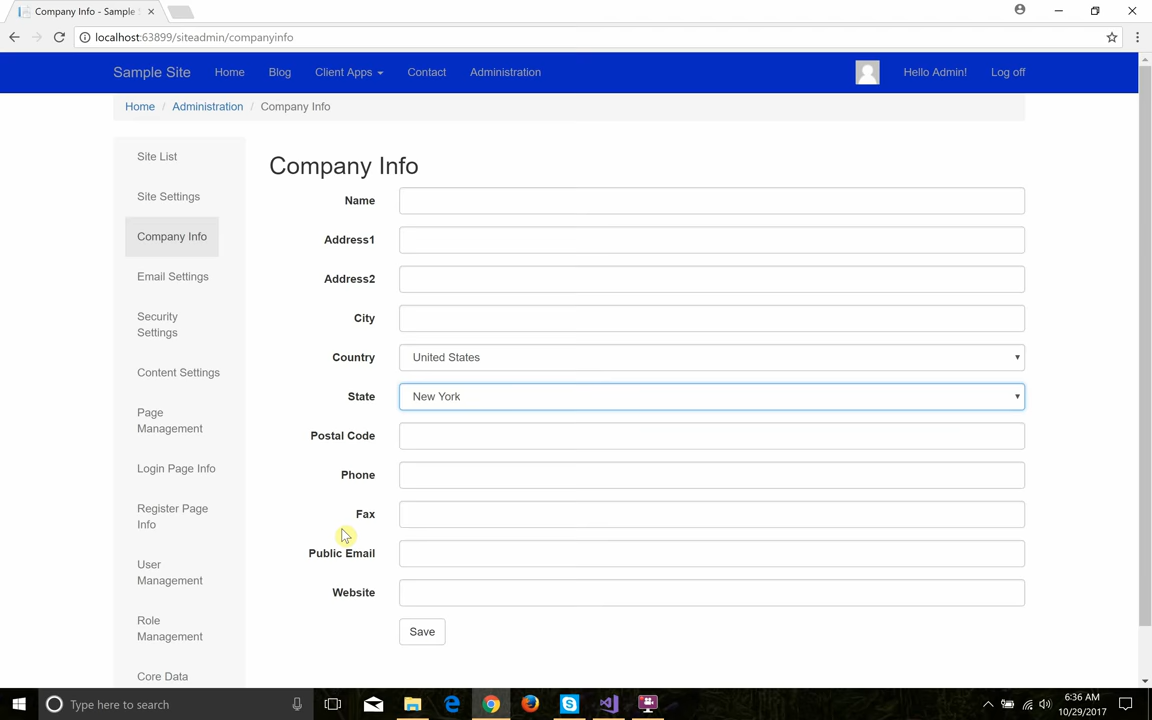 Company Info - Sample
localhost:63899/siteadmin/companyinfo
Sample Site Home Blog Client Apps Contact Administration Hello Admin! Log off
Home / Administration / Company Info
Site List
Site Settings
Company Info
Email Settings
Security
Settings
Content Settings
Page
Management
Login Page Info
Register Page
Info
User
Management
Role
Management
Core Data
Company Info
Name
Address1
Address2
City
Country United States
State New York
Postal Code
Phone
Fax
Public Email
Website
Save
Type here to search
6:36 AM
10/29/2017